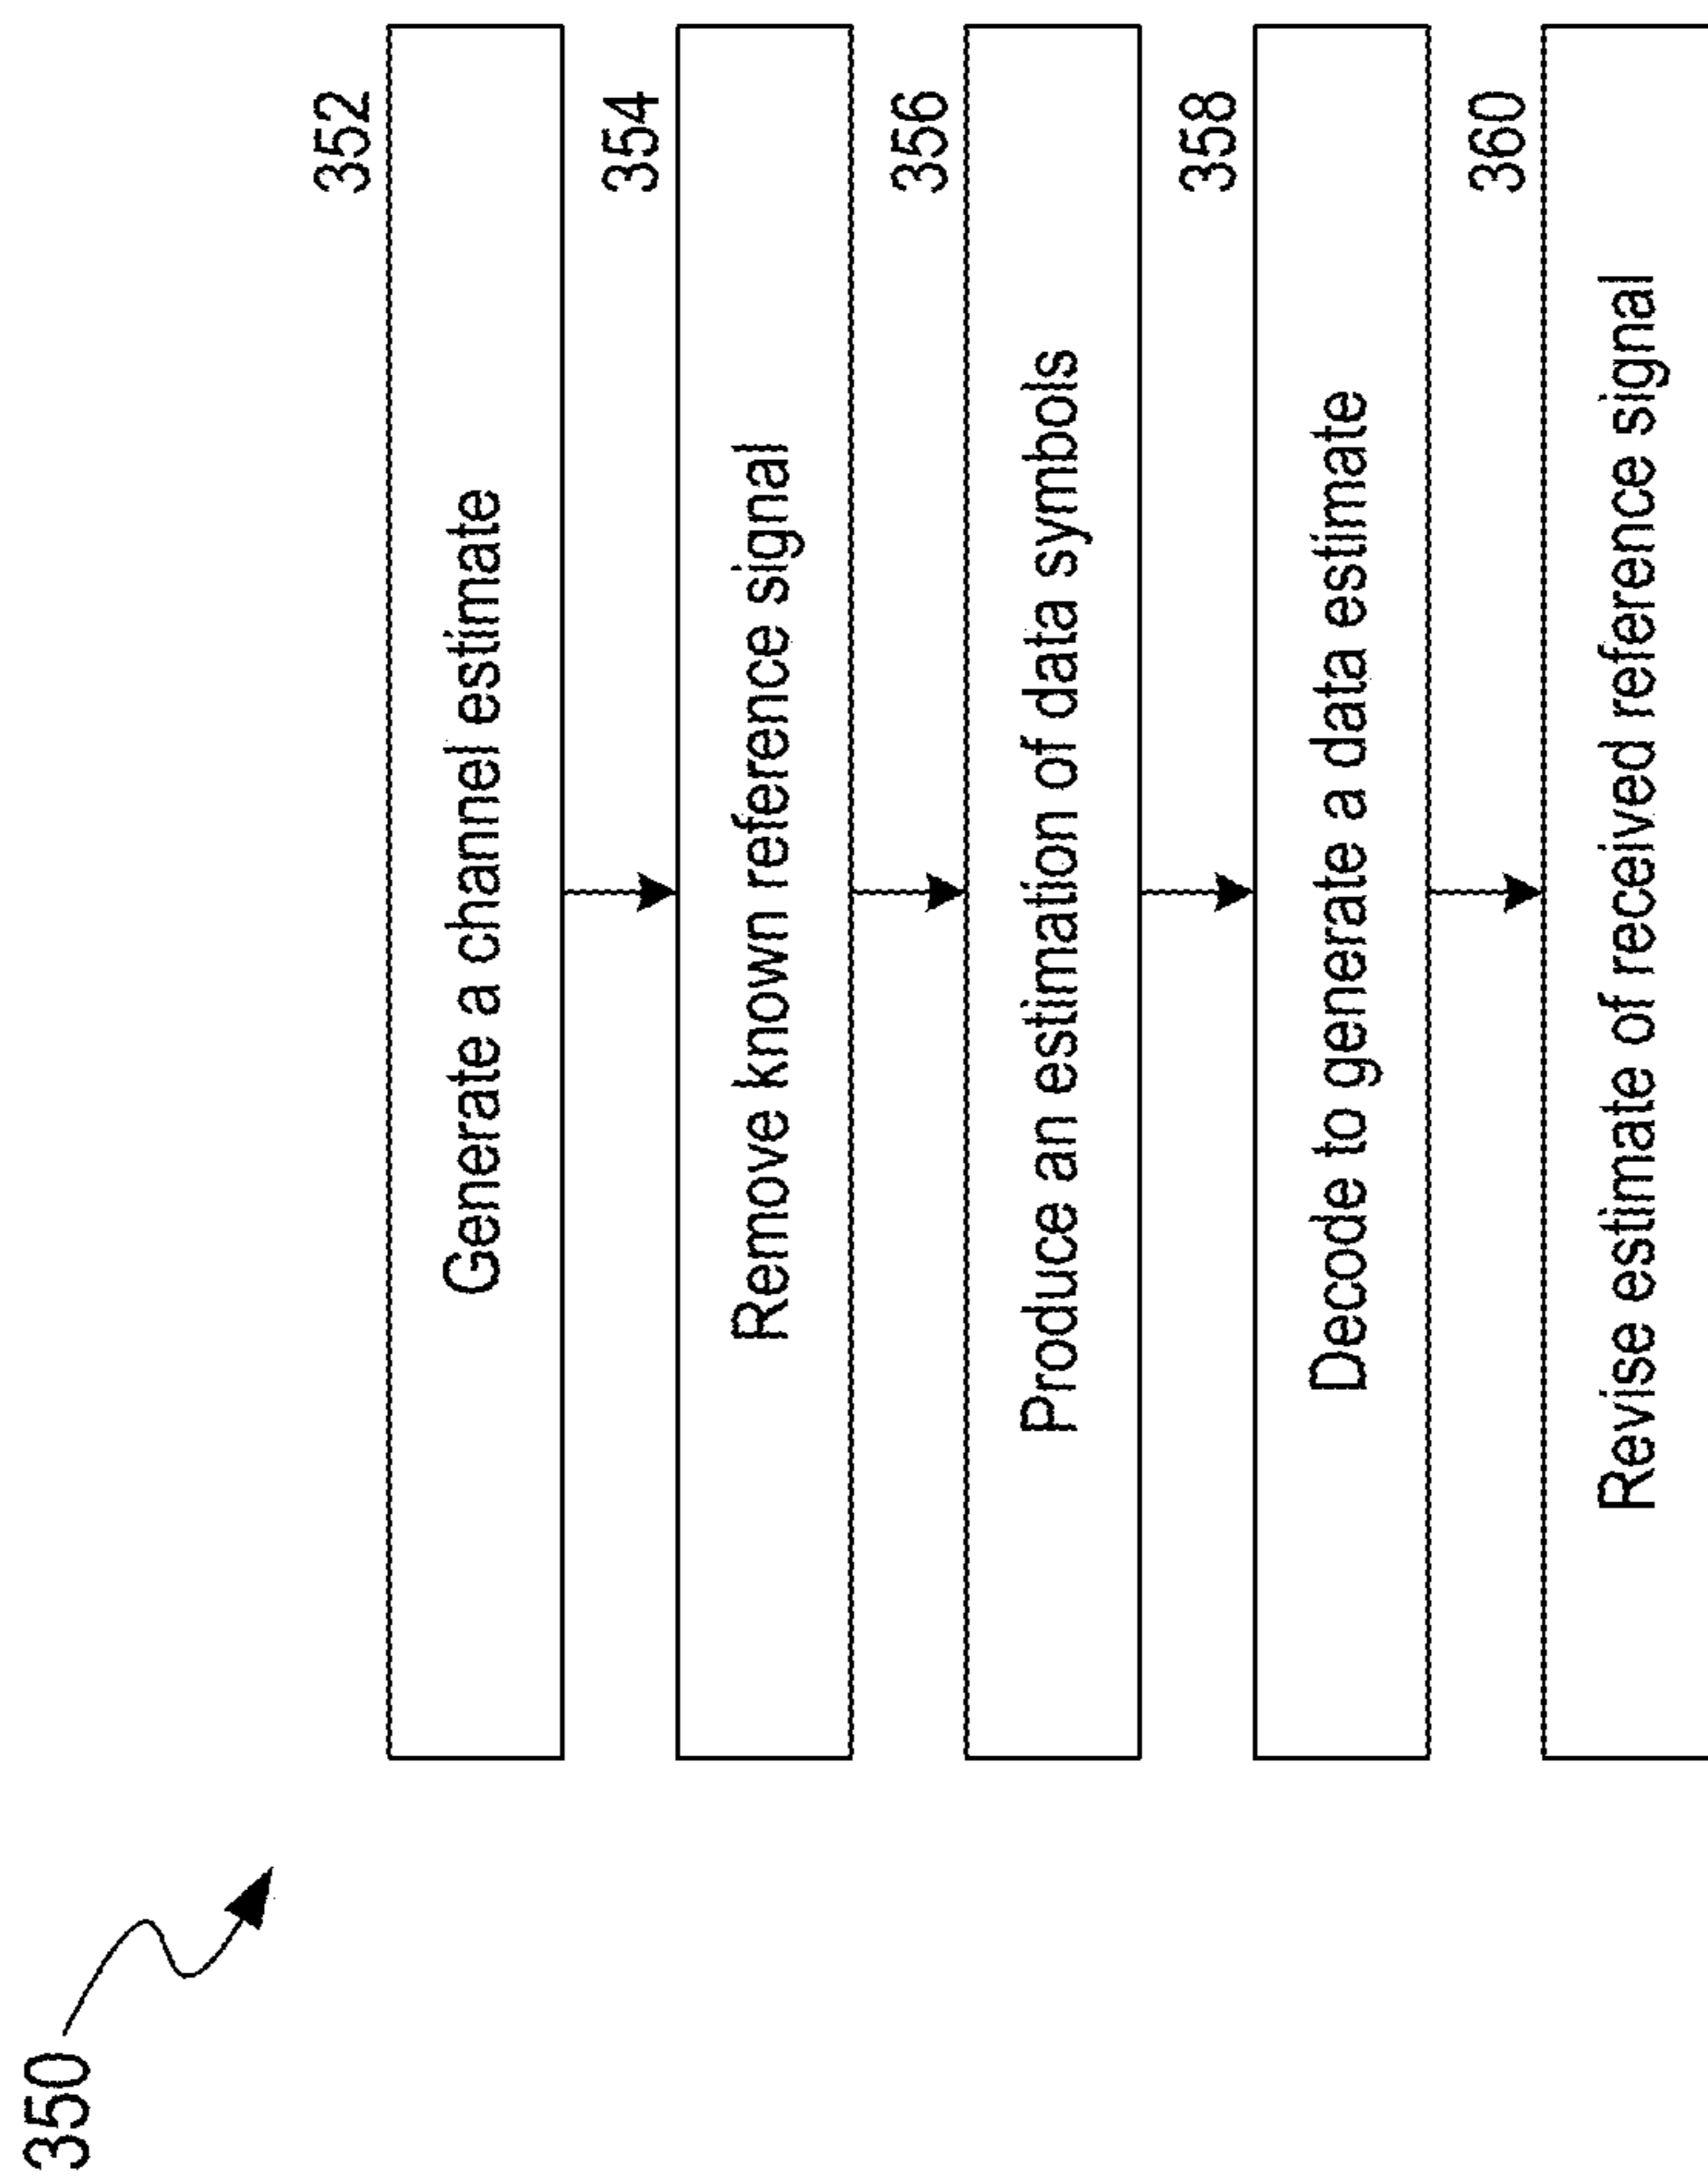 350
352
Generate a channel estimate
354
Remove known reference signal
356
Produce an estimation of data symbols
358
Decode to generate a data estimate
360
Revise estimate of received reference signal